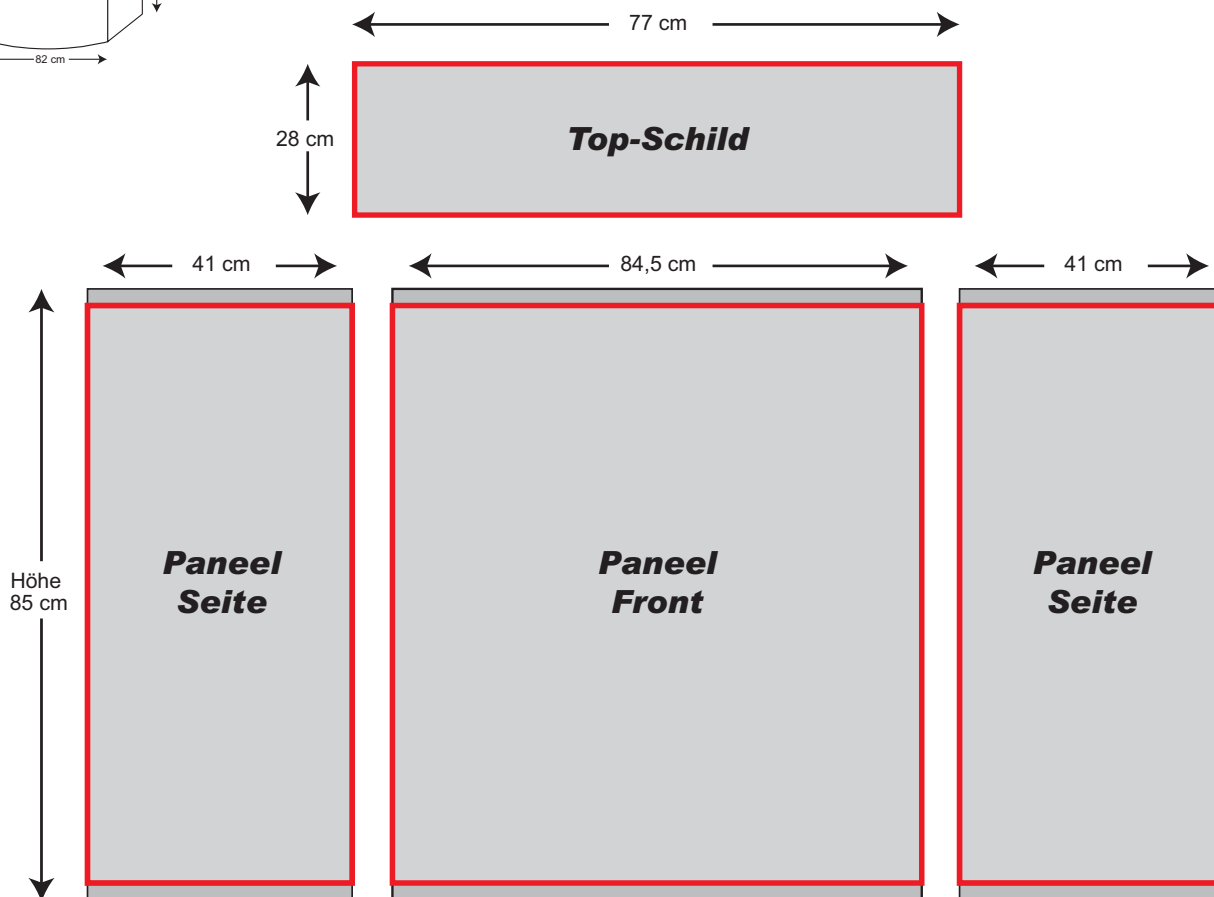 77 cm
82 cm
28 cm
Top-Schild
41 cm
84,5 cm
41 cm
Paneel
Seite
Paneel
Front
Paneel
Seite
Höhe
85 cm